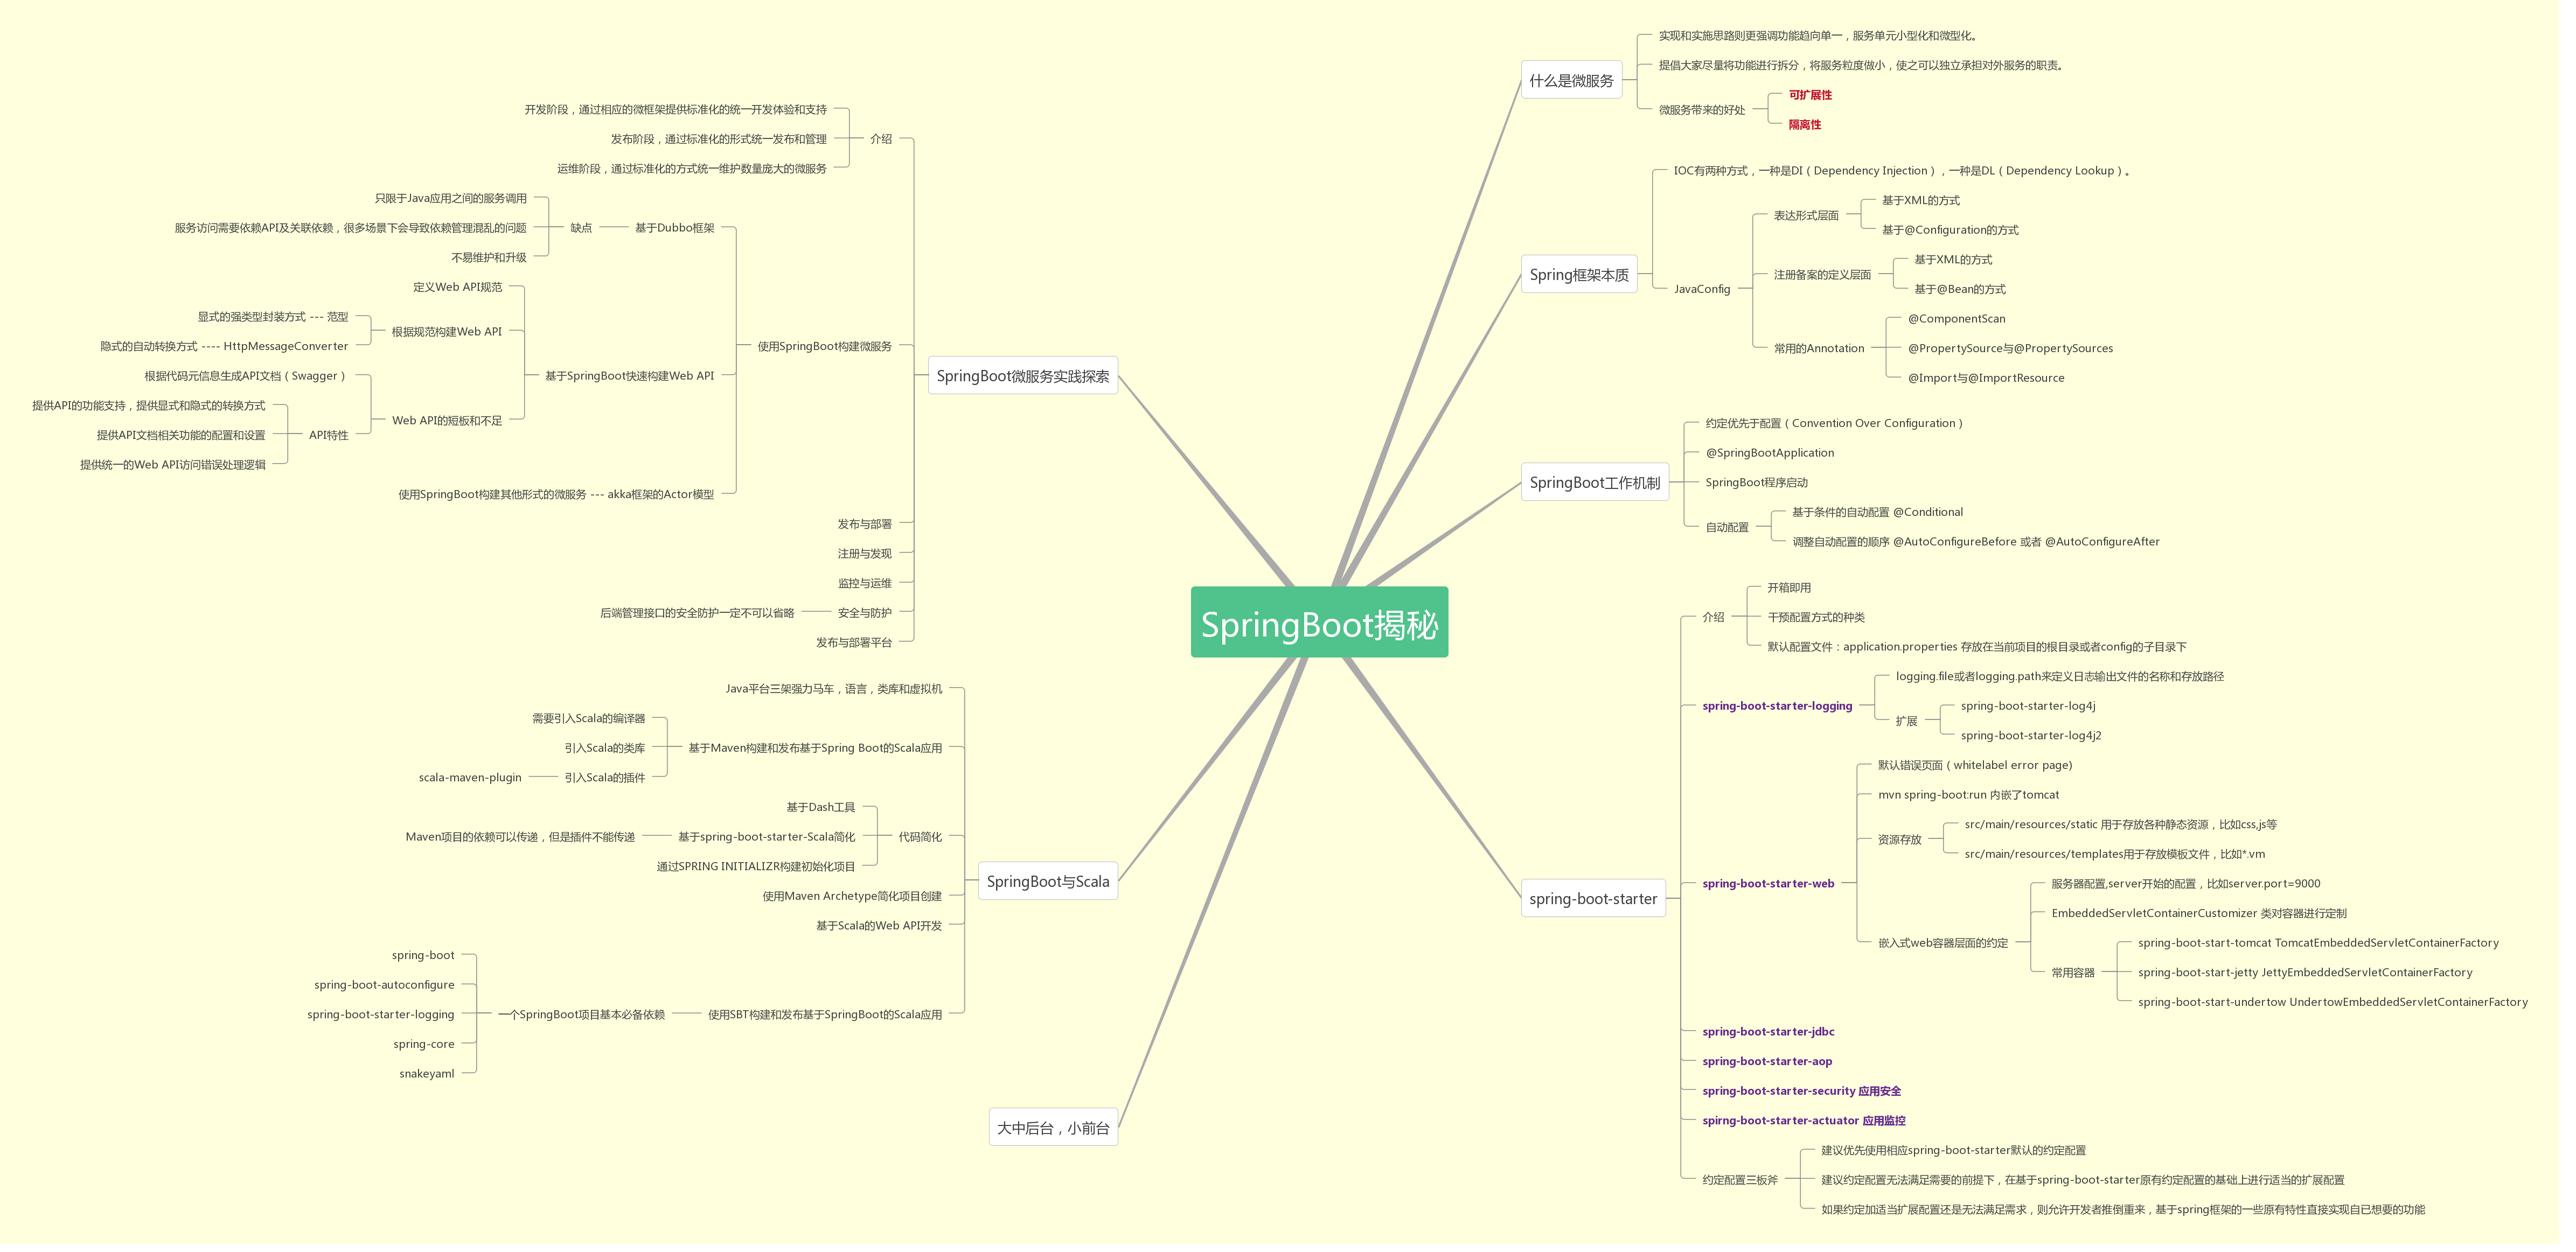 SpringBoot揭秘
什么是微服务
实现和实施思路则更强调功能趋向单一，服务单元小型化和微型化。
提倡大家尽量将功能进行拆分，将服务粒度做小，使之可以独立承担对外服务的职责。
微服务带来的好处
可扩展性
隔离性
Spring框架本质
IOC有两种方式，一种是DI（Dependency Injection），一种是DL（Dependency Lookup）。
JavaConfig
表达形式层面
基于XML的方式
基于@Configuration的方式
注册备案的定义层面
基于XML的方式
基于@Bean的方式
常用的Annotation
@ComponentScan
@PropertySource与@PropertySources
@Import与@ImportResource
SpringBoot工作机制
约定优先于配置（Convention Over Configuration）
@SpringBootApplication
SpringBoot程序启动
自动配置
基于条件的自动配置 @Conditional
调整自动配置的顺序 @AutoConfigureBefore 或者 @AutoConfigureAfter
spring-boot-starter
介绍
开箱即用
干预配置方式的种类
默认配置文件：application.properties 存放在当前项目的根目录或者config的子目录下
spring-boot-starter-logging
logging.file或者logging.path来定义日志输出文件的名称和存放路径
扩展
spring-boot-starter-log4j
spring-boot-starter-log4j2
spring-boot-starter-web
默认错误页面（whitelabel error page)
mvn spring-boot:run 内嵌了tomcat
资源存放
src/main/resources/static 用于存放各种静态资源，比如css,js等
src/main/resources/templates用于存放模板文件，比如*.vm
嵌入式web容器层面的约定
服务器配置,server开始的配置，比如server.port=9000
EmbeddedServletContainerCustomizer 类对容器进行定制
常用容器
spring-boot-start-tomcat TomcatEmbeddedServletContainerFactory
spring-boot-start-jetty JettyEmbeddedServletContainerFactory
spring-boot-start-undertow UndertowEmbeddedServletContainerFactory
spring-boot-starter-jdbc
spring-boot-starter-aop
spring-boot-starter-security 应用安全
spirng-boot-starter-actuator 应用监控
约定配置三板斧
建议优先使用相应spring-boot-starter默认的约定配置
建议约定配置无法满足需要的前提下，在基于spring-boot-starter原有约定配置的基础上进行适当的扩展配置
如果约定加适当扩展配置还是无法满足需求，则允许开发者推倒重来，基于spring框架的一些原有特性直接实现自已想要的功能
SpringBoot微服务实践探索
介绍
开发阶段，通过相应的微框架提供标准化的统一开发体验和支持
发布阶段，通过标准化的形式统一发布和管理
运维阶段，通过标准化的方式统一维护数量庞大的微服务
使用SpringBoot构建微服务
基于Dubbo框架
缺点
只限于Java应用之间的服务调用
服务访问需要依赖API及关联依赖，很多场景下会导致依赖管理混乱的问题
不易维护和升级
基于SpringBoot快速构建Web API
定义Web API规范
根据规范构建Web API
显式的强类型封装方式 --- 范型
隐式的自动转换方式 ---- HttpMessageConverter
Web API的短板和不足
根据代码元信息生成API文档（Swagger）
API特性
提供API的功能支持，提供显式和隐式的转换方式
提供API文档相关功能的配置和设置
提供统一的Web API访问错误处理逻辑
使用SpringBoot构建其他形式的微服务 --- akka框架的Actor模型
发布与部署
注册与发现
监控与运维
安全与防护
后端管理接口的安全防护一定不可以省略
发布与部署平台
SpringBoot与Scala
Java平台三架强力马车，语言，类库和虚拟机
基于Maven构建和发布基于Spring Boot的Scala应用
需要引入Scala的编译器
引入Scala的类库
引入Scala的插件
scala-maven-plugin
代码简化
基于Dash工具
基于spring-boot-starter-Scala简化
Maven项目的依赖可以传递，但是插件不能传递
通过SPRING INITIALIZR构建初始化项目
使用Maven Archetype简化项目创建
基于Scala的Web API开发
使用SBT构建和发布基于SpringBoot的Scala应用
一个SpringBoot项目基本必备依赖
spring-boot
spring-boot-autoconfigure
spring-boot-starter-logging
spring-core
snakeyaml
大中后台，小前台